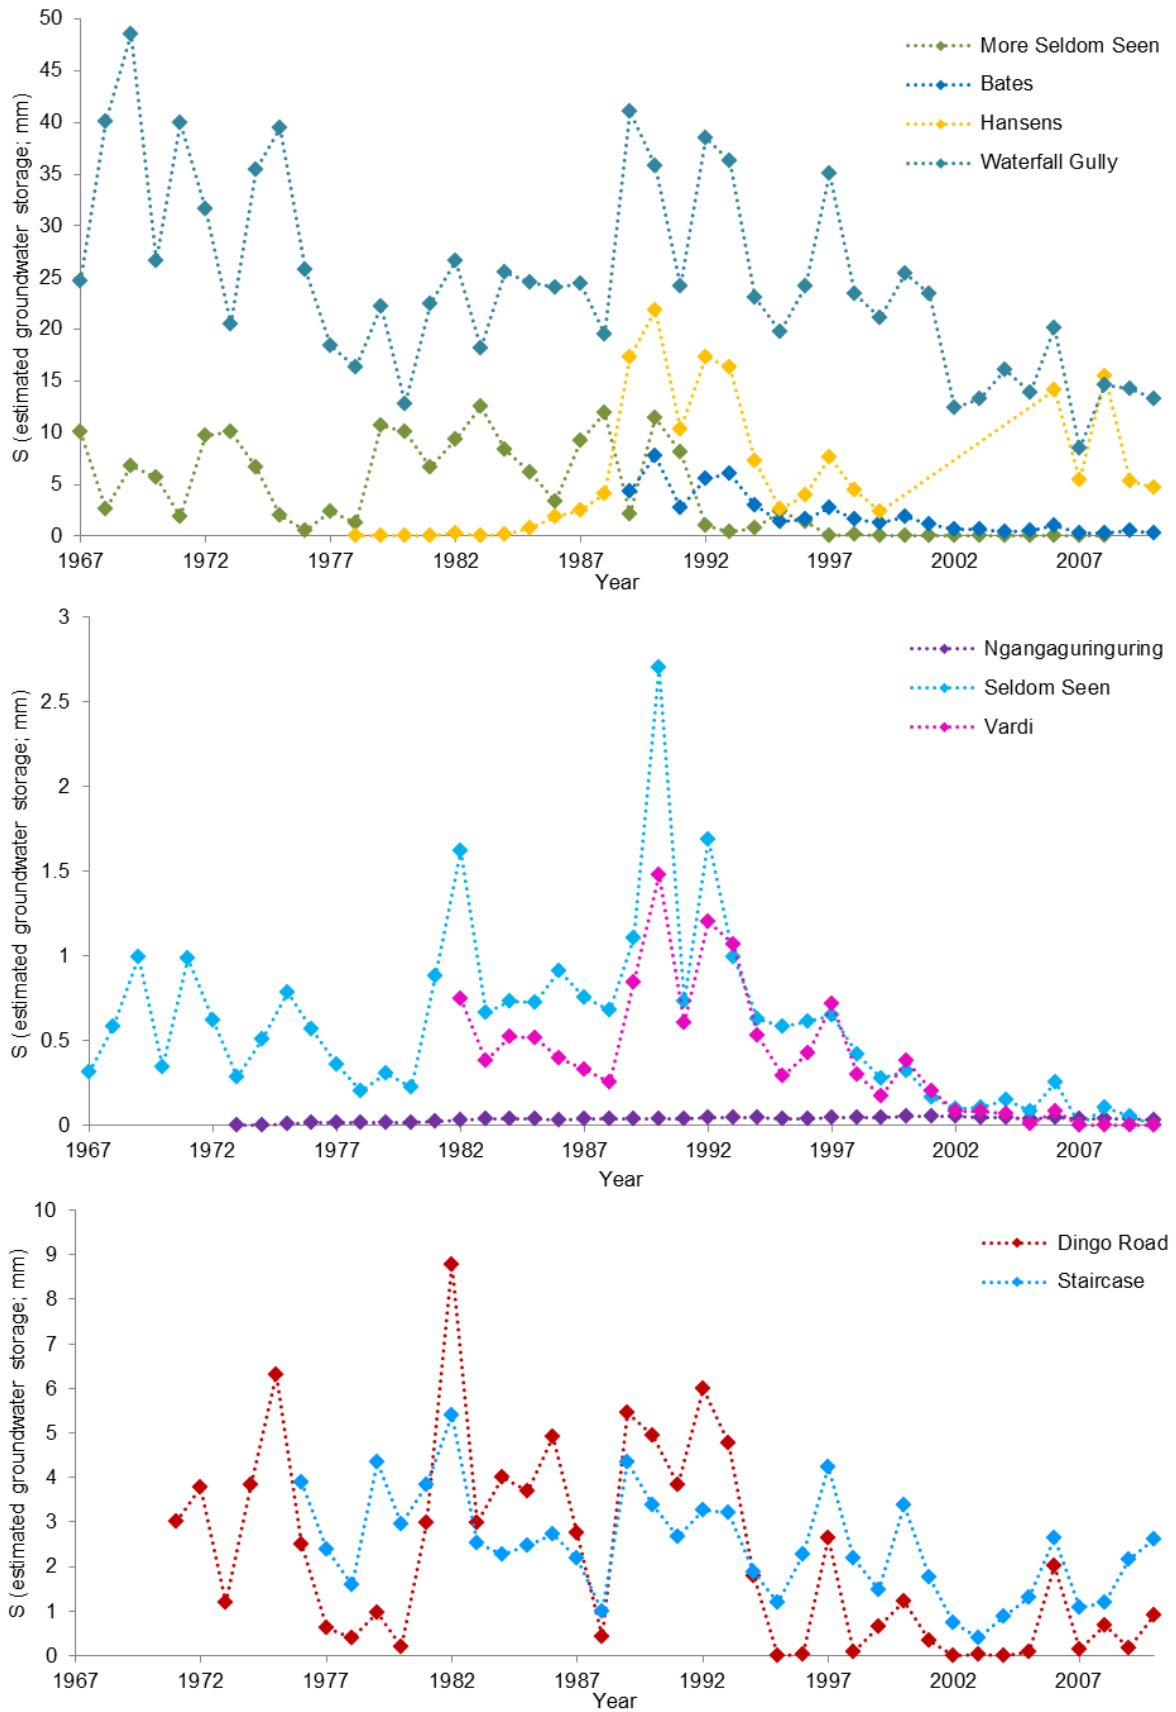 S (estimated groundwater storage; mm)
50
45
40
35
30
25
20
15
10
5
0
More Seldom Seen
Bates
Hansens
Waterfall Gully
1967 1972 1977 1982 1987 1992 1997 2002 2007
Year
S (estimated groundwater storage; mm)
3
2.5
2
1.5
1
0.5
0
Ngangaguringuring
Seldom Seen
Vardi
1967 1972 1977 1982 1987 1992 1997 2002 2007
Year
S (estimated groundwater storage; mm)
10
9
8
7
6
5
4
3
2
1
0
Dingo Road
Staircase
1967 1972 1977 1982 1987 1992 1997 2002 2007
Year